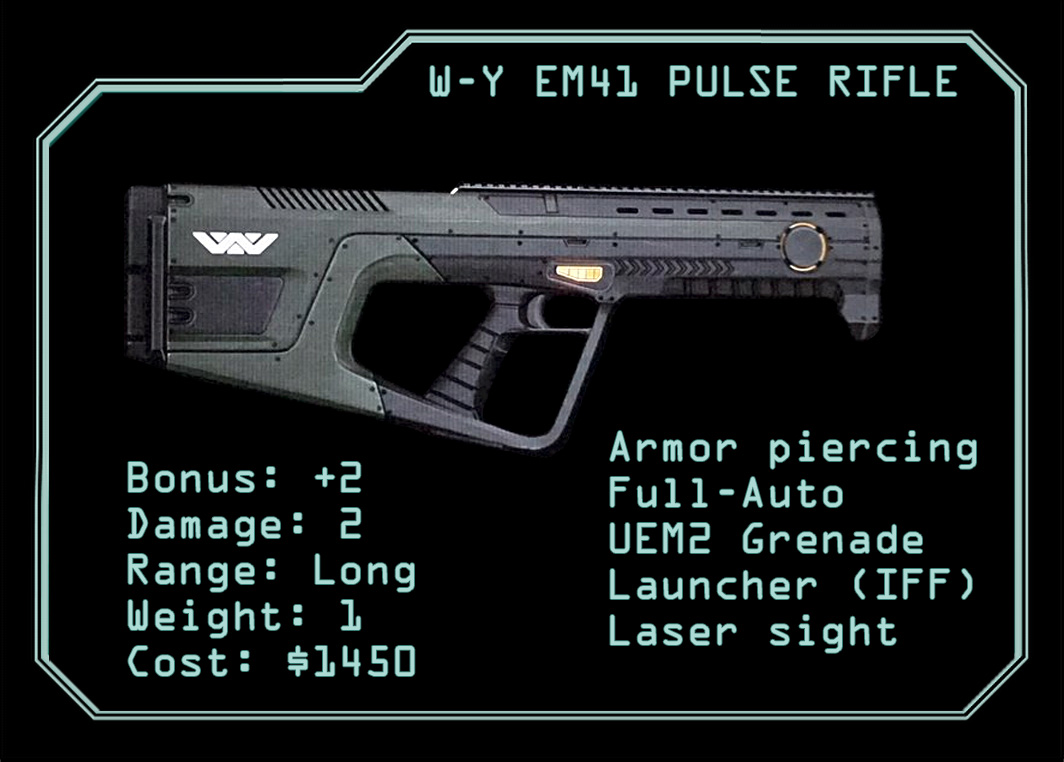 W-Y EM41 PULSE RIFLE
Bonus: +2
Damage: 2
Range: Long
Weight: 1
Cost: $1450
Armor piercing
Full-Auto
UEM2 Grenade
Launcher (IFF)
Laser sight